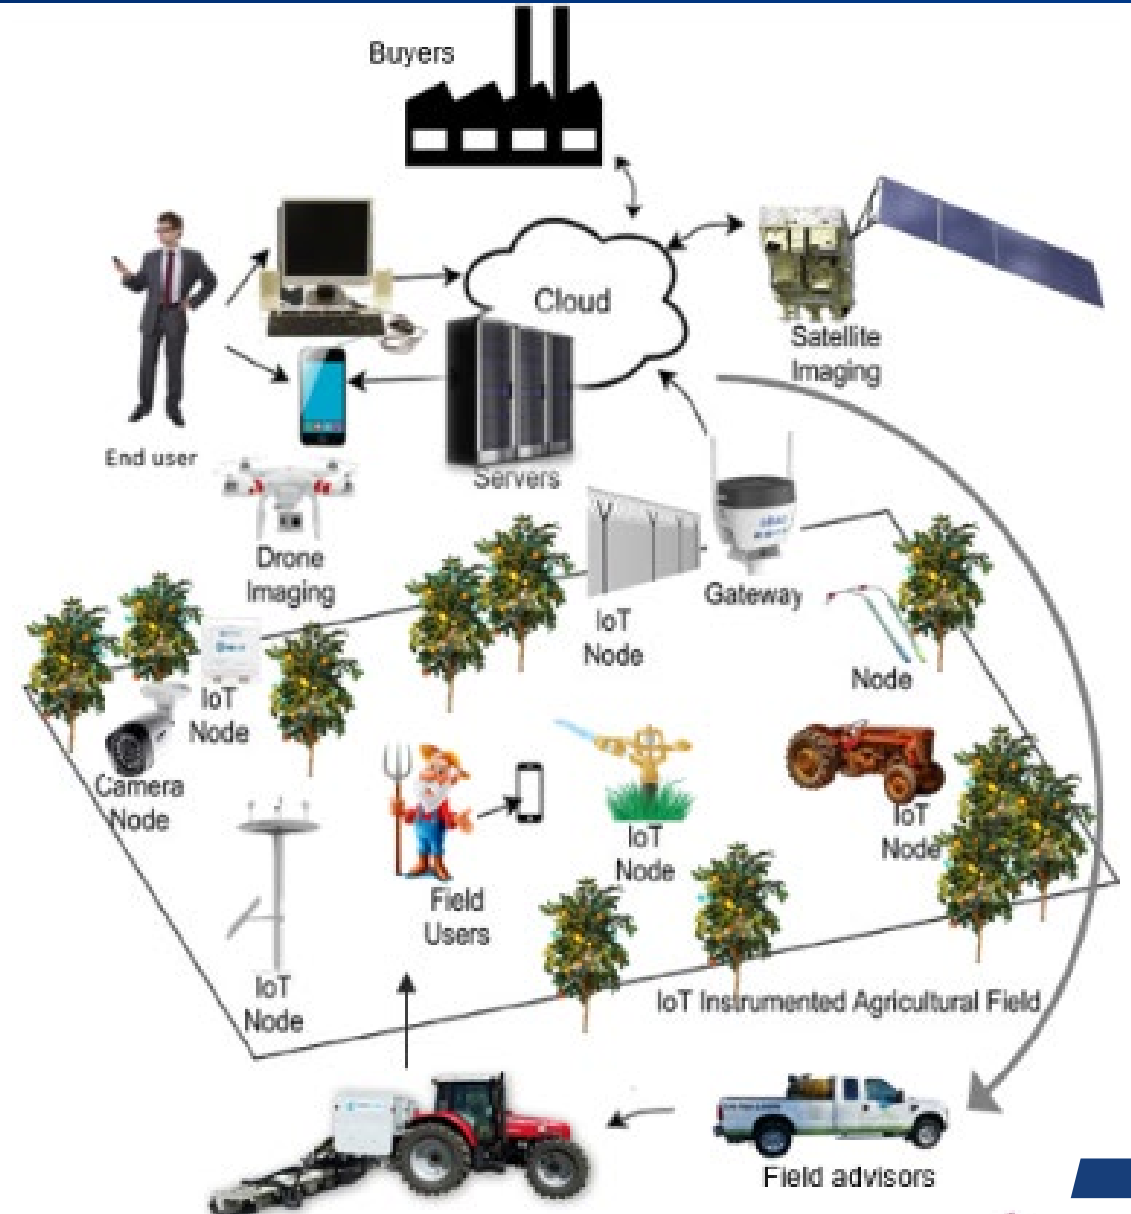 Buyers
Cloud
Satellite
Imaging
End user
Servers
Drone
Imaging
Gateway
IoT
Node
Node
IoT
Node
Camera
Node
IoT
Node
IoT
Node
Field
Users
IoT
Node
IoT Instrumented Agricultural Field
Field advisors